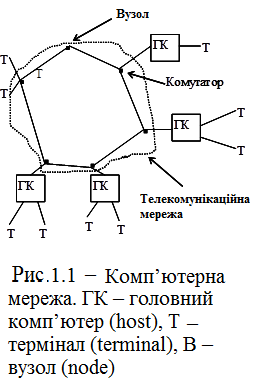 Вузол
ГК
Т
Т
Т
Т
Комутатор
ГК
Т
Т
ГК
ГК
Телекомунікаційна
мережа
Т
Т
Т
Т
Рис.1.1 – Комп’ютерна
мережа. ГК – головний
комп’ютер (host), Т –
термінал (terminal), В –
вузол (node)